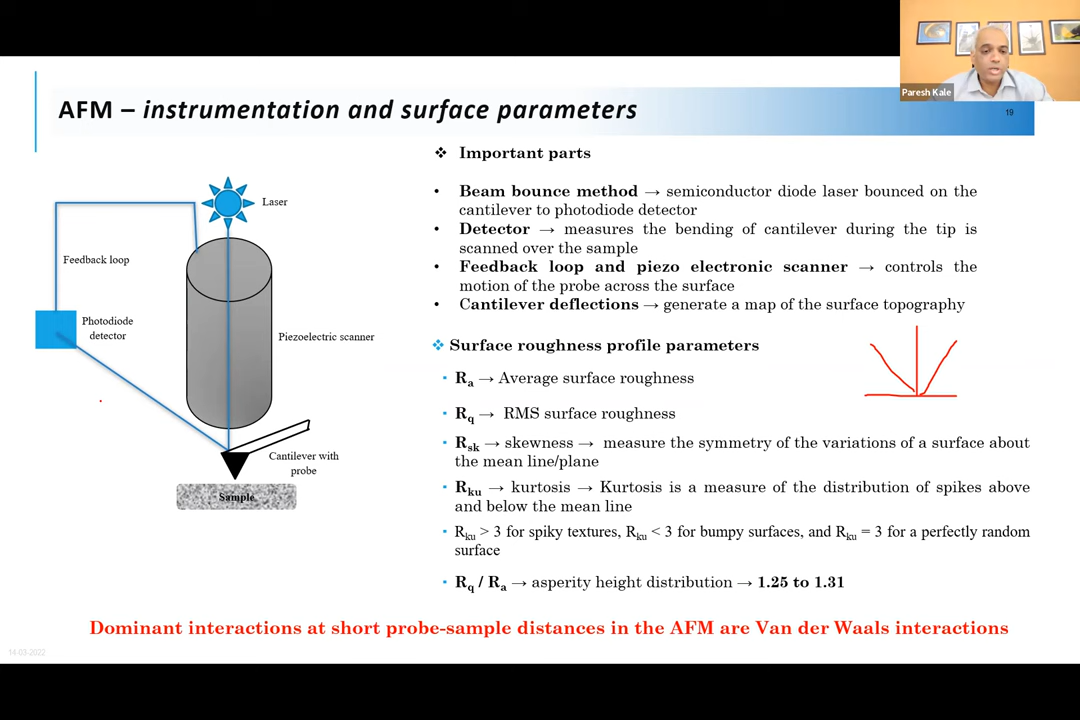 Paresh Kale
AFM – instrumentation and surface parameters
19
❖ Important parts
• Beam bounce method → semiconductor diode laser bounced on the
cantilever to photodiode detector
• Detector → measures the bending of cantilever during the tip is
scanned over the sample
• Feedback loop and piezo electronic scanner → controls the
motion of the probe across the surface
• Cantilever deflections → generate a map of the surface topography
❖ Surface roughness profile parameters
▪ Ra → Average surface roughness
▪ Rq → RMS surface roughness
▪ Rsk → skewness → measure the symmetry of the variations of a surface about
the mean line/plane
▪ Rku → kurtosis → Kurtosis is a measure of the distribution of spikes above
and below the mean line
▪ Rku > 3 for spiky textures, Rku < 3 for bumpy surfaces, and Rku = 3 for a perfectly random
surface
▪ Rq / Ra → asperity height distribution → 1.25 to 1.31
Laser
Feedback loop
Photodiode
detector
Piezoelectric scanner
Cantilever with
probe
Sample
Dominant interactions at short probe-sample distances in the AFM are Van der Waals interactions
14-03-2022